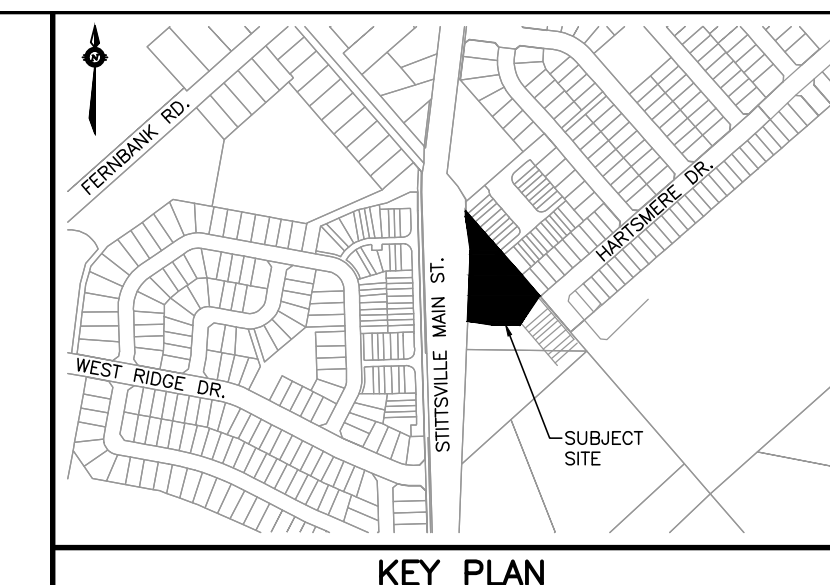 N
FERNBANK RD.
HARTSMERE DR.
STITTSVILLE MAIN ST.
WEST RIDGE DR.
SUBJECT
SITE
KEY PLAN